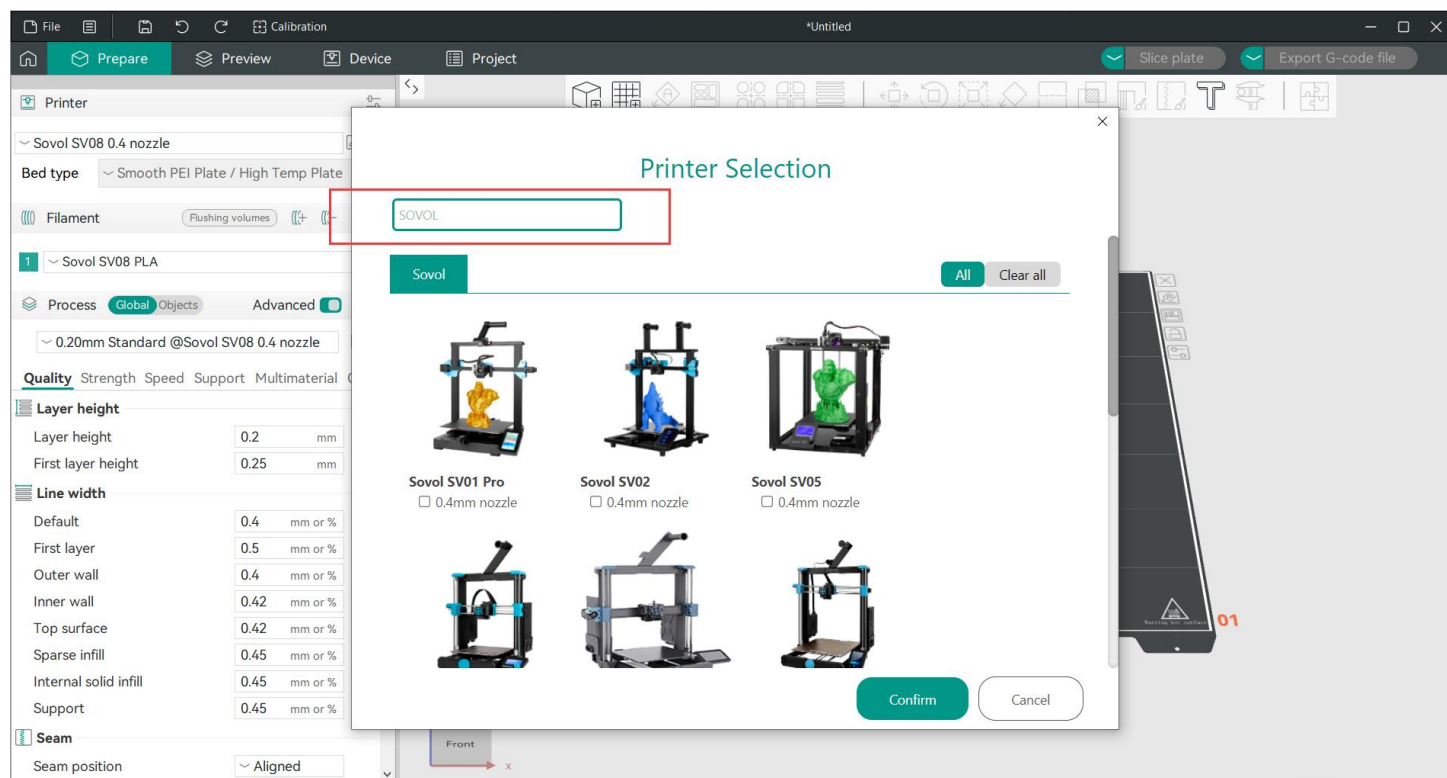 File
Calibration
*Untitled
Prepare
Preview
Device
Project
Slice plate
Export G-code file
Printer
Sovol SV08 0.4 nozzle
Bed type
Smooth PEI Plate / High Temp Plate
Filament
Flushing volumes
1
Sovol SV08 PLA
Process
Global
Objects
Advanced
0.20mm Standard @Sovol SV08 0.4 nozzle
Quality Strength Speed Support Multimaterial
Layer height
Layer height 0.2 mm
First layer height 0.25 mm
Line width
Default 0.4 mm or %
First layer 0.5 mm or %
Outer wall 0.4 mm or %
Inner wall 0.42 mm or %
Top surface 0.42 mm or %
Sparse infill 0.45 mm or %
Internal solid infill 0.45 mm or %
Support 0.45 mm or %
Seam
Seam position Aligned
Printer Selection
SOVOL
Sovol
All
Clear all
Sovol SV01 Pro
0.4mm nozzle
Sovol SV02
0.4mm nozzle
Sovol SV05
0.4mm nozzle
Confirm
Cancel
01
Front
x